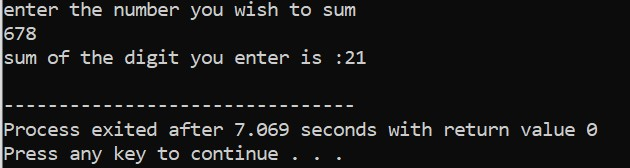 enter the number you wish to sum
678
sum of the digit you enter is :21
--------------------------------
Process exited after 7.069 seconds with return value 0
Press any key to continue . . .